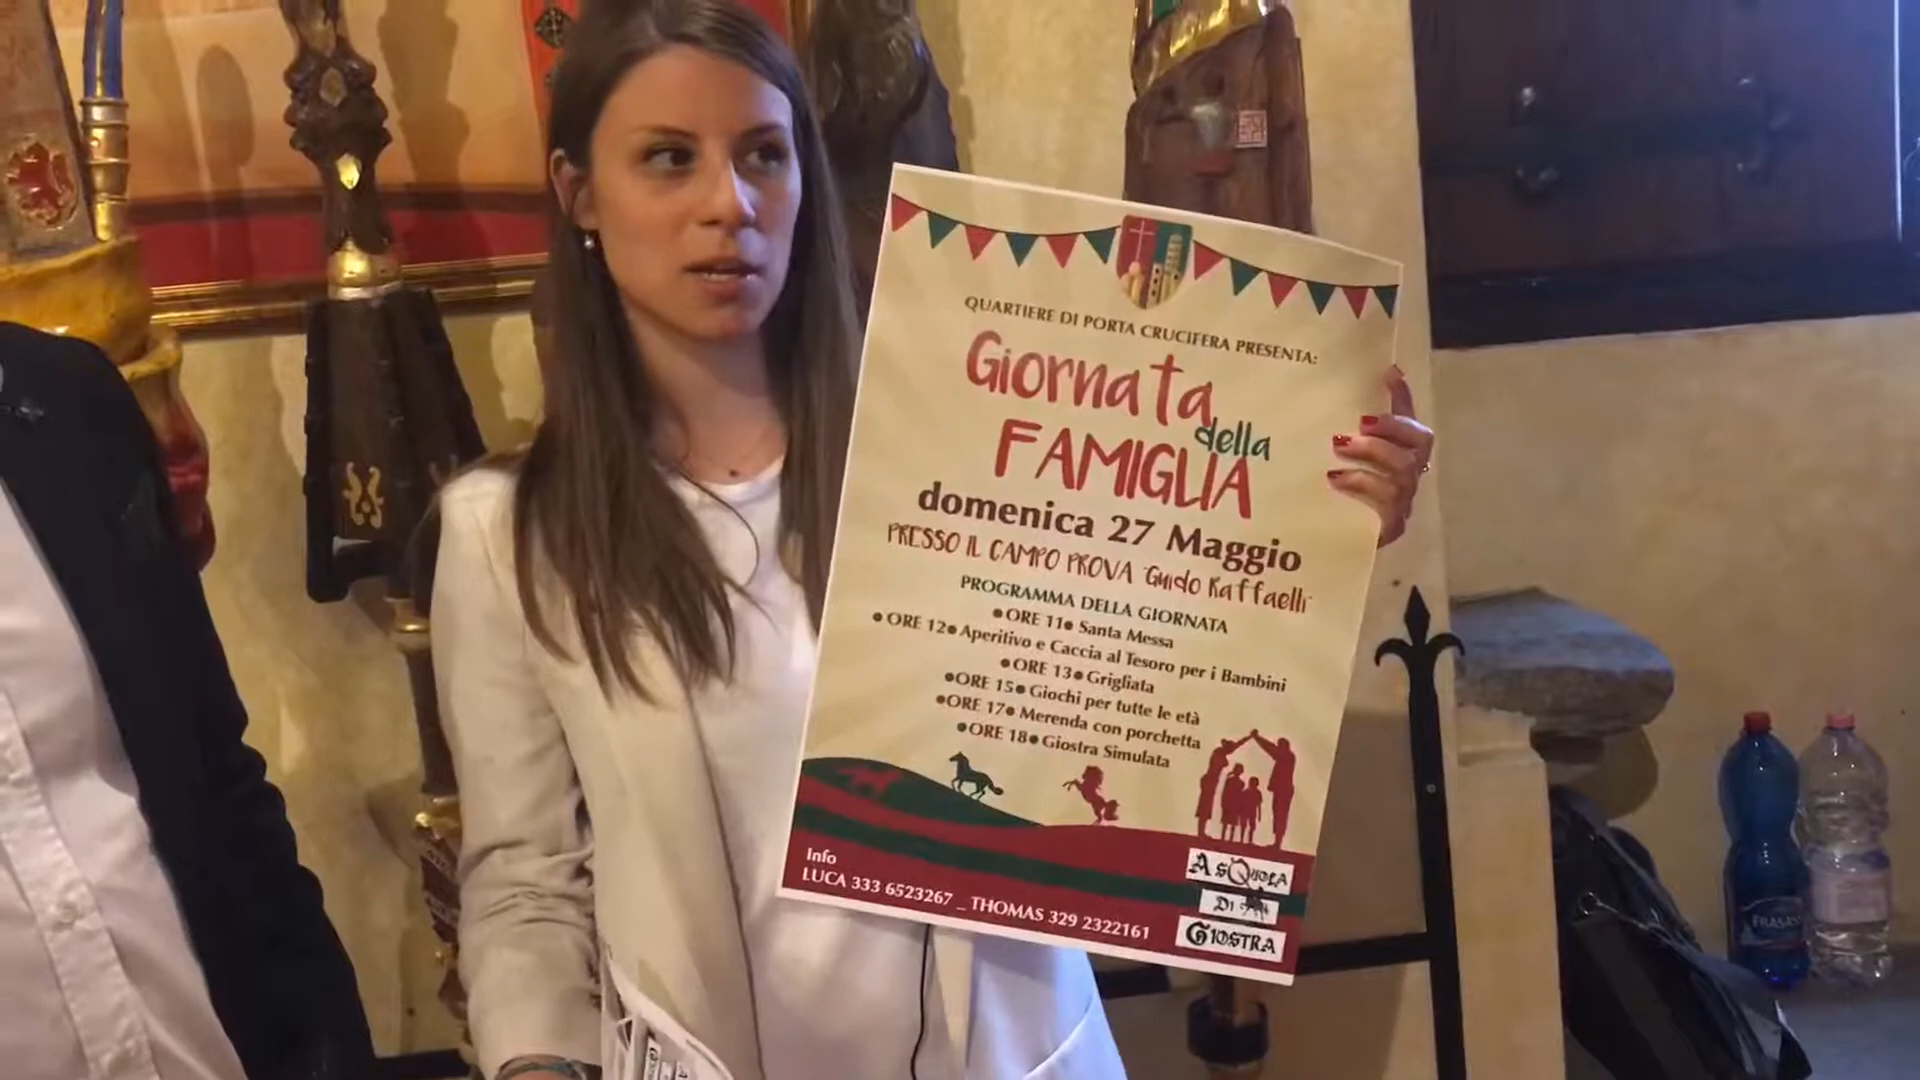 QUARTIERE DI PORTA CRUCIFERA PRESENTA:
Giornata
della
FAMIGLIA
domenica 27 Maggio
PRESSO IL CAMPO PROVA "Guido Raffaelli"
PROGRAMMA DELLA GIORNATA
•ORE 11• Santa Messa
• ORE 12• Aperitivo e Caccia al Tesoro per i Bambini
•ORE 13• Grigliata
•ORE 15• Giochi per tutte le età
•ORE 17• Merenda con porchetta
•ORE 18• Giostra Simulata
Info
LUCA 333 6523267 _ THOMAS 329 2322161
A sQuola
Di
Giostra
FRASASSI